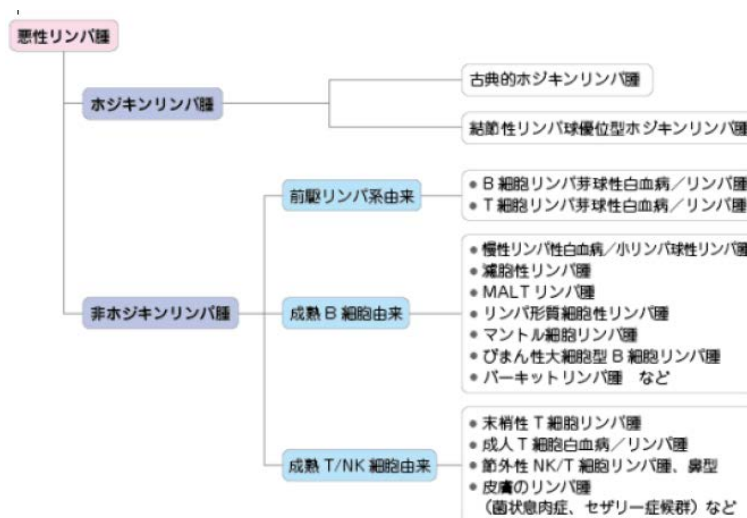 悪性リンパ腫
ホジキンリンパ腫
古典的ホジキンリンパ腫
結節性リンパ球優位型ホジキンリンパ腫
非ホジキンリンパ腫
前駆リンパ系由来
● B 細胞リンパ芽球性白血病／リンパ腫
● T 細胞リンパ芽球性白血病／リンパ腫
成熟 B 細胞由来
● 慢性リンパ性白血病/小リンパ球性リンパ腫
● 濾胞性リンパ腫
● MALT リンパ腫
● リンパ形質細胞性リンパ腫
● マントル細胞リンパ腫
● びまん性大細胞型 B 細胞リンパ腫
● バーキットリンパ腫 など
成熟 T/NK 細胞由来
● 末梢性 T 細胞リンパ腫
● 成人 T 細胞白血病／リンパ腫
● 節外性 NK/T 細胞リンパ腫、鼻型
● 皮膚のリンパ腫
（菌状息肉症、セザリー症候群）など